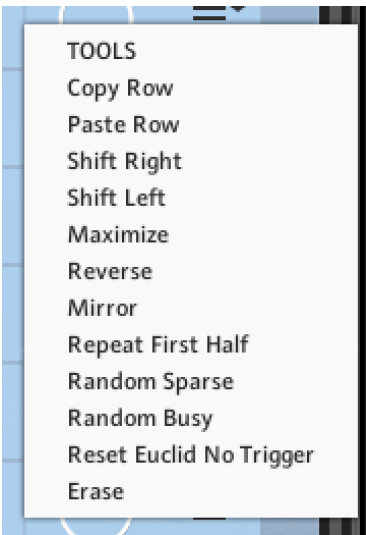 TOOLS
Copy Row
Paste Row
Shift Right
Shift Left
Maximize
Reverse
Mirror
Repeat First Half
Random Sparse
Random Busy
Reset Euclid No Trigger
Erase